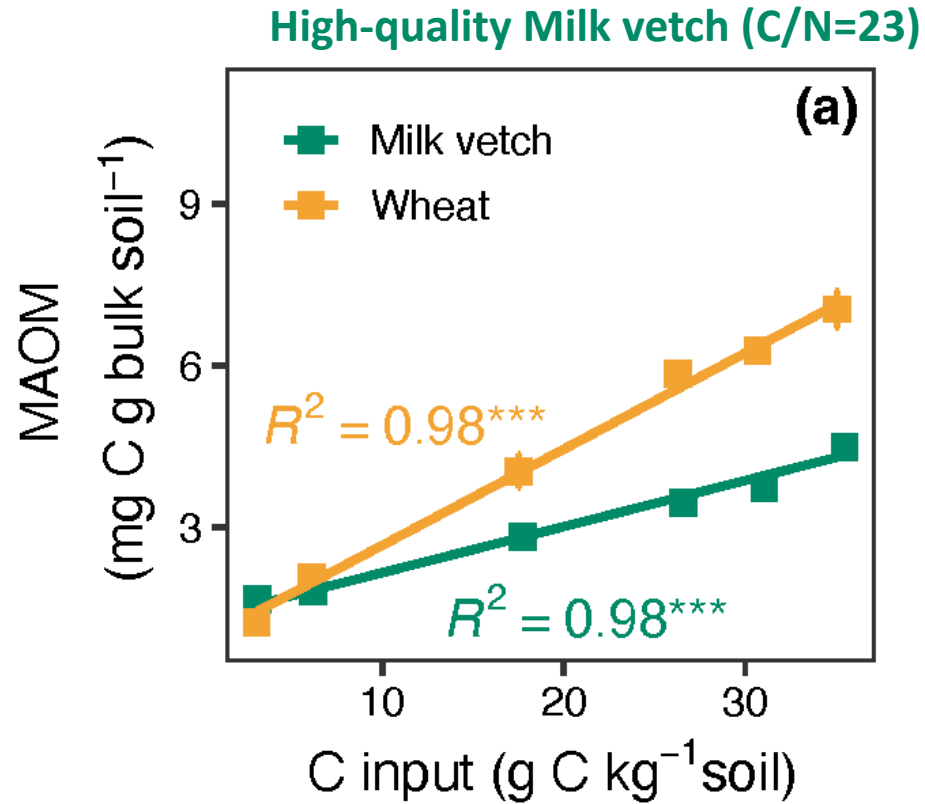 High-quality Milk vetch (C/N=23)
(a)
Milk vetch
Wheat
MAOM
(mg C g bulk soil⁻¹)
9
6
3
R² = 0.98***
R² = 0.98***
10 20 30
C input (g C kg⁻¹soil)